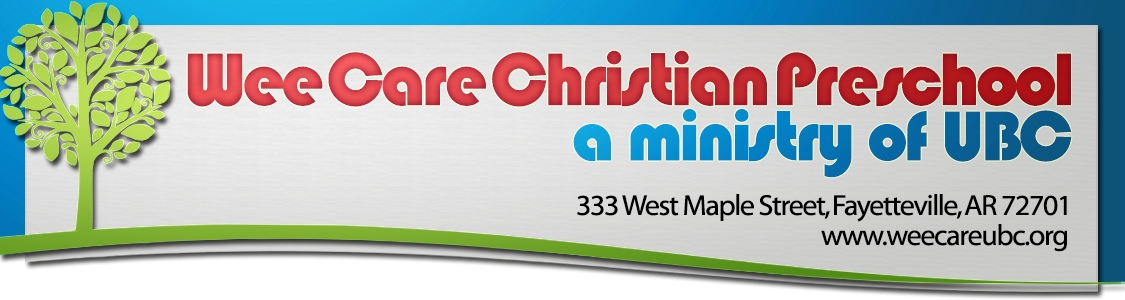 Wee Care Christian Preschool
a ministry of UBC
333 West Maple Street, Fayetteville, AR 72701
www.weecareubc.org